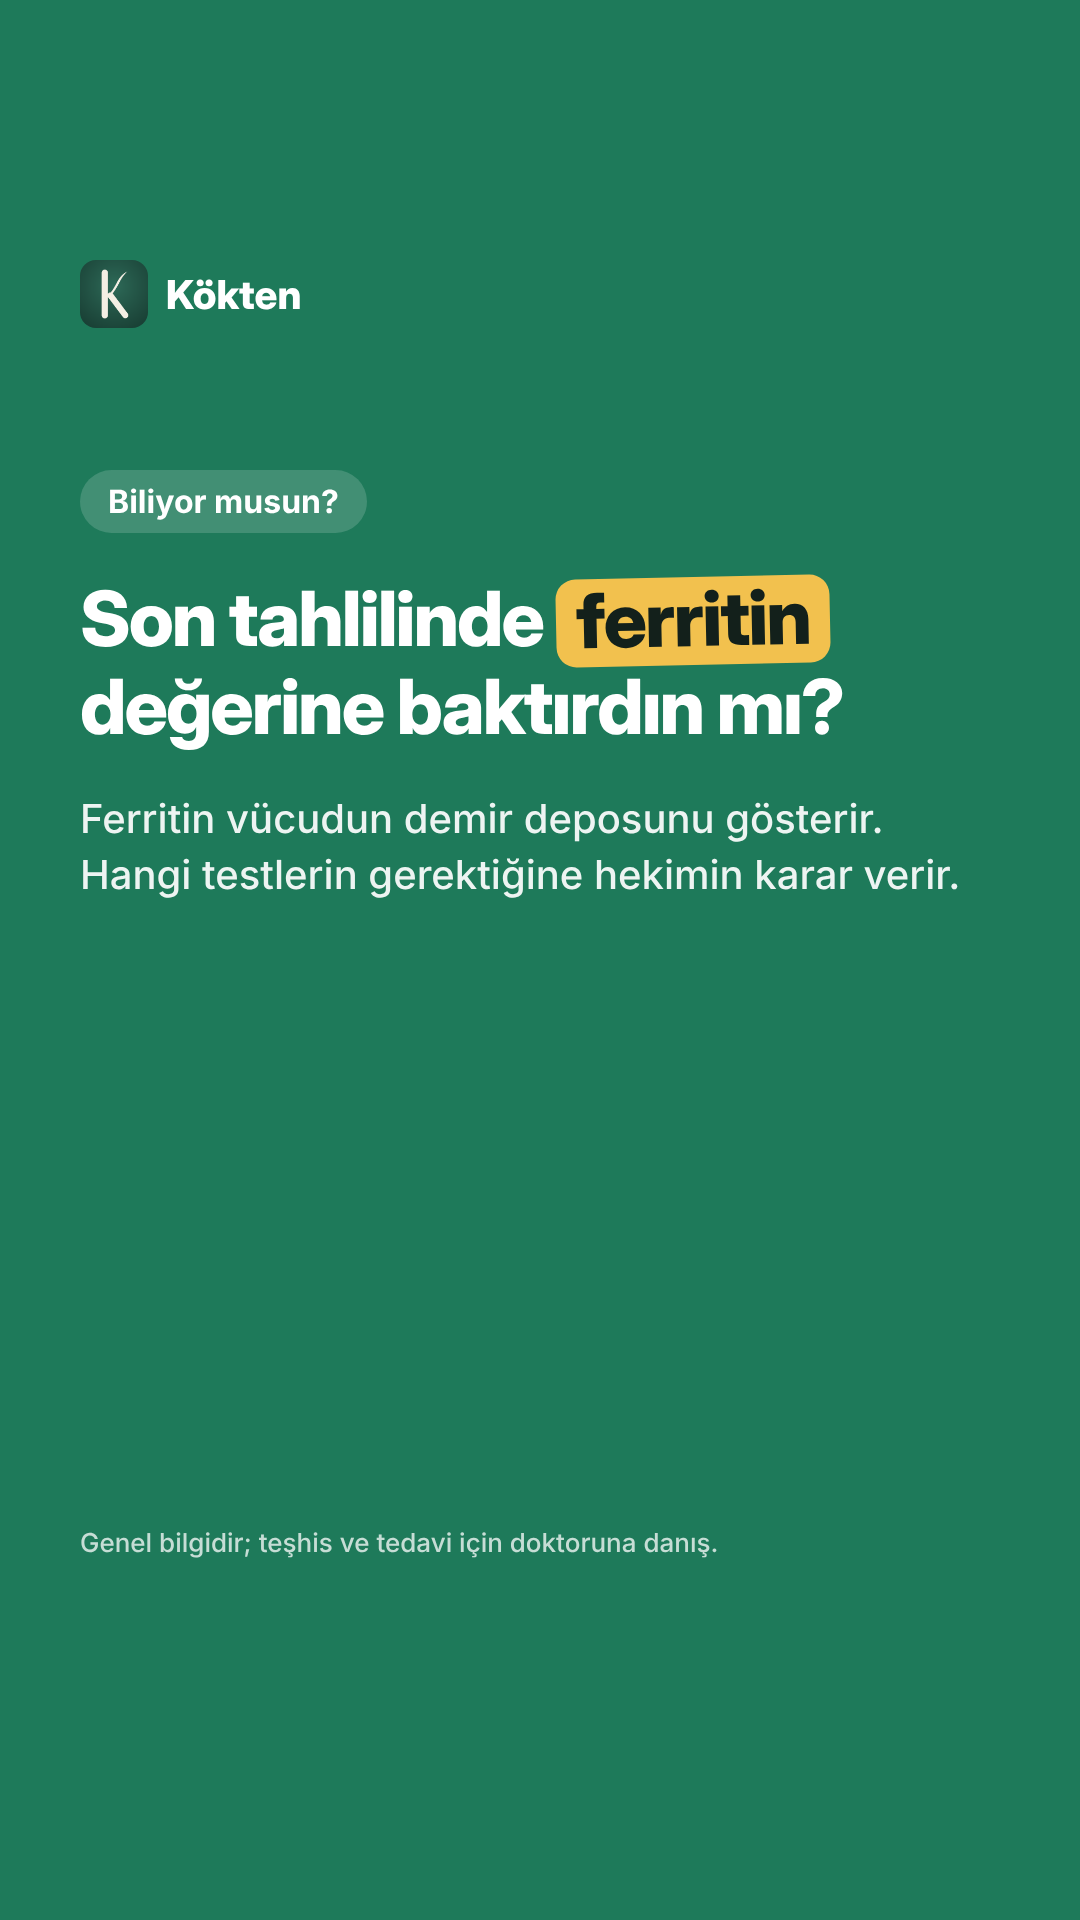 Kökten
Biliyor musun?
Son tahlilinde ferritin
değerine baktırdın mı?
Ferritin vücudun demir deposunu gösterir.
Hangi testlerin gerektiğine hekimin karar verir.
Genel bilgidir; teşhis ve tedavi için doktoruna danış.